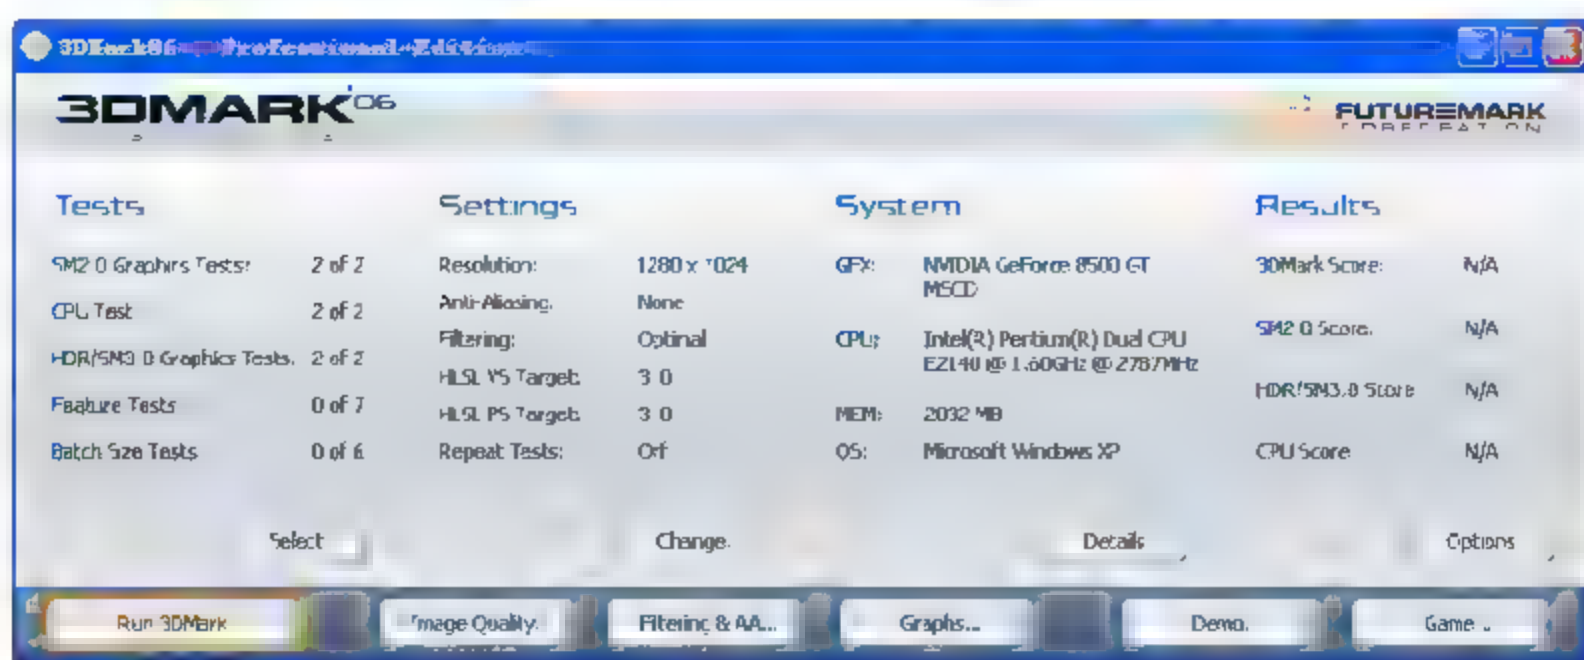 3DMark06 - Professional Edition
3DMARK'06
FUTUREMARK
CORPORATION
Tests
SM2.0 Graphics Tests: 2 of 2
CPU Test 2 of 2
HDR/SM3.0 Graphics Tests: 2 of 2
Feature Tests 0 of 7
Batch Size Tests 0 of 6
Select
Settings
Resolution: 1280 x 1024
Anti-Aliasing: None
Filtering: Optimal
HLSL VS Target: 3.0
HLSL PS Target: 3.0
Repeat Tests: Off
Change.
System
GFX: NVIDIA GeForce 8500 GT
CPU: Intel(R) Pentium(R) Dual CPU
E2140 @ 1.60GHz @ 2787MHz
MEM: 2032 MB
OS: Microsoft Windows XP
Details
Results
3DMark Score: N/A
SM2.0 Score: N/A
HDR/SM3.0 Score N/A
CPU Score N/A
Options
Run 3DMark
Image Quality.
Filtering & AA...
Graphs...
Demo.
Game ..